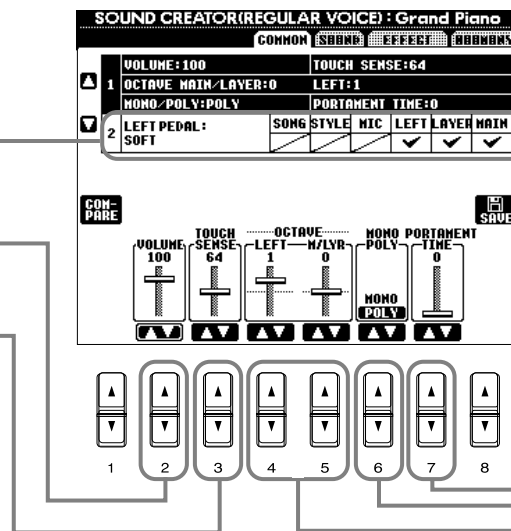 SOUND CREATOR(REGULAR VOICE) : Grand Piano
COMMON SOUND EFFECT HARMONY
1
VOLUME:100 TOUCH SENSE:64
OCTAVE MAIN/LAYER:0 LEFT:1
MONO/POLY:POLY PORTAMENT TIME:0
2
LEFT PEDAL:
SOFT
SONG STYLE MIC LEFT LAYER MAIN
COM-
PARE
SAVE
VOLUME
100
TOUCH
SENSE
64
OCTAVE
LEFT M/LYR
1 0
MONO
POLY
MONO
POLY
PORTAMENT
TIME
0
1 2 3 4 5 6 7 8